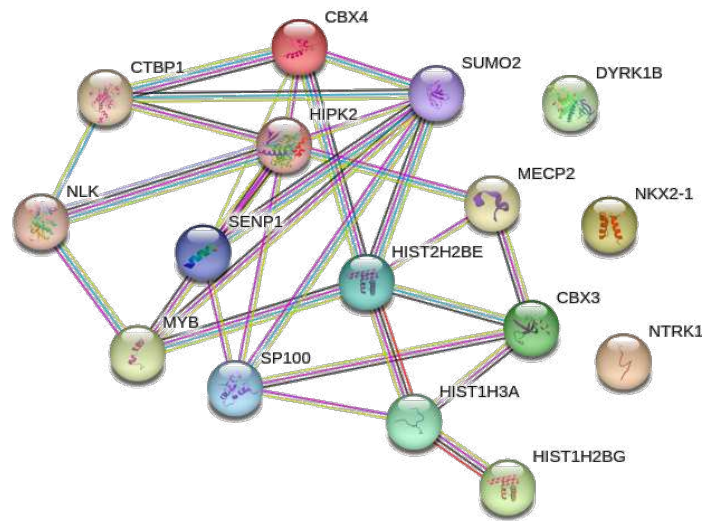 CBX4
CTBP1
SUMO2
DYRK1B
HIPK2
MECP2
NLK
NKX2-1
SENP1
HIST2H2BE
CBX3
MYB
NTRK1
SP100
HIST1H3A
HIST1H2BG